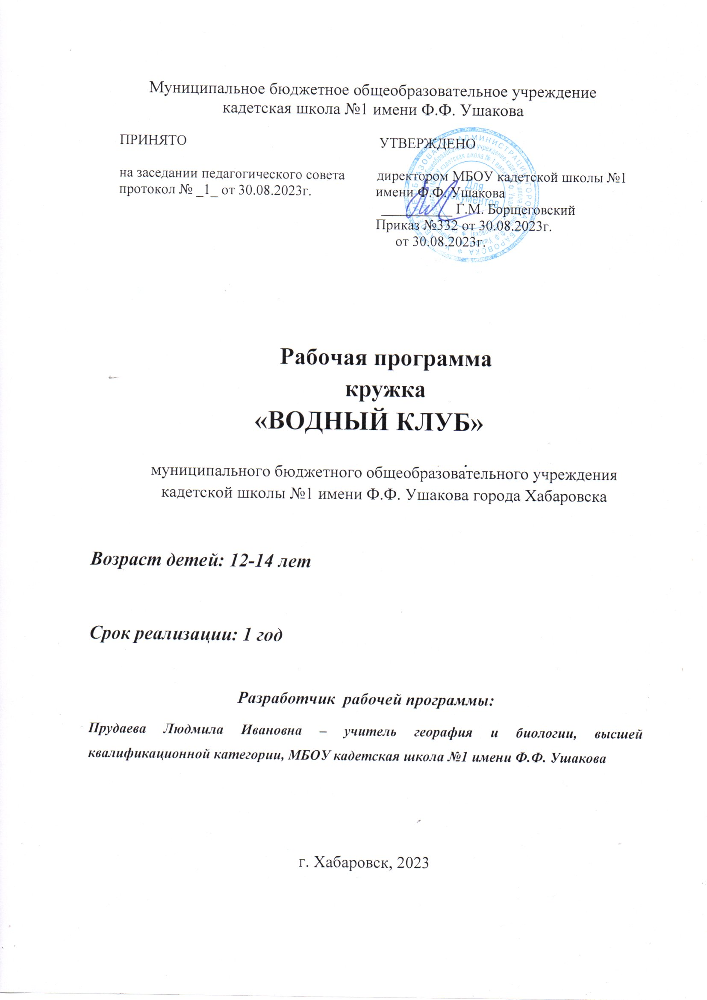 Муниципальное бюджетное общеобразовательное учреждение
кадетская школа №1 имени Ф.Ф. Ушакова
ПРИНЯТО
на заседании педагогического совета
протокол № _1_ от 30.08.2023г.
УТВЕРЖДЕНО
директором МБОУ кадетской школы №1
имени Ф.Ф. Ушакова
__________ Г.М. Борщеговский
Приказ №332 от 30.08.2023г.
от 30.08.2023г.
Для
документов
Рабочая программа
кружка
«ВОДНЫЙ КЛУБ»
муниципального бюджетного общеобразовательного учреждения
кадетской школы №1 имени Ф.Ф. Ушакова города Хабаровска
Возраст детей: 12-14 лет
Срок реализации: 1 год
Разработчик рабочей программы:
Прудаева Людмила Ивановна – учитель георафия и биологии, высшей
квалификационной категории, МБОУ кадетская школа №1 имени Ф.Ф. Ушакова
г. Хабаровск, 2023